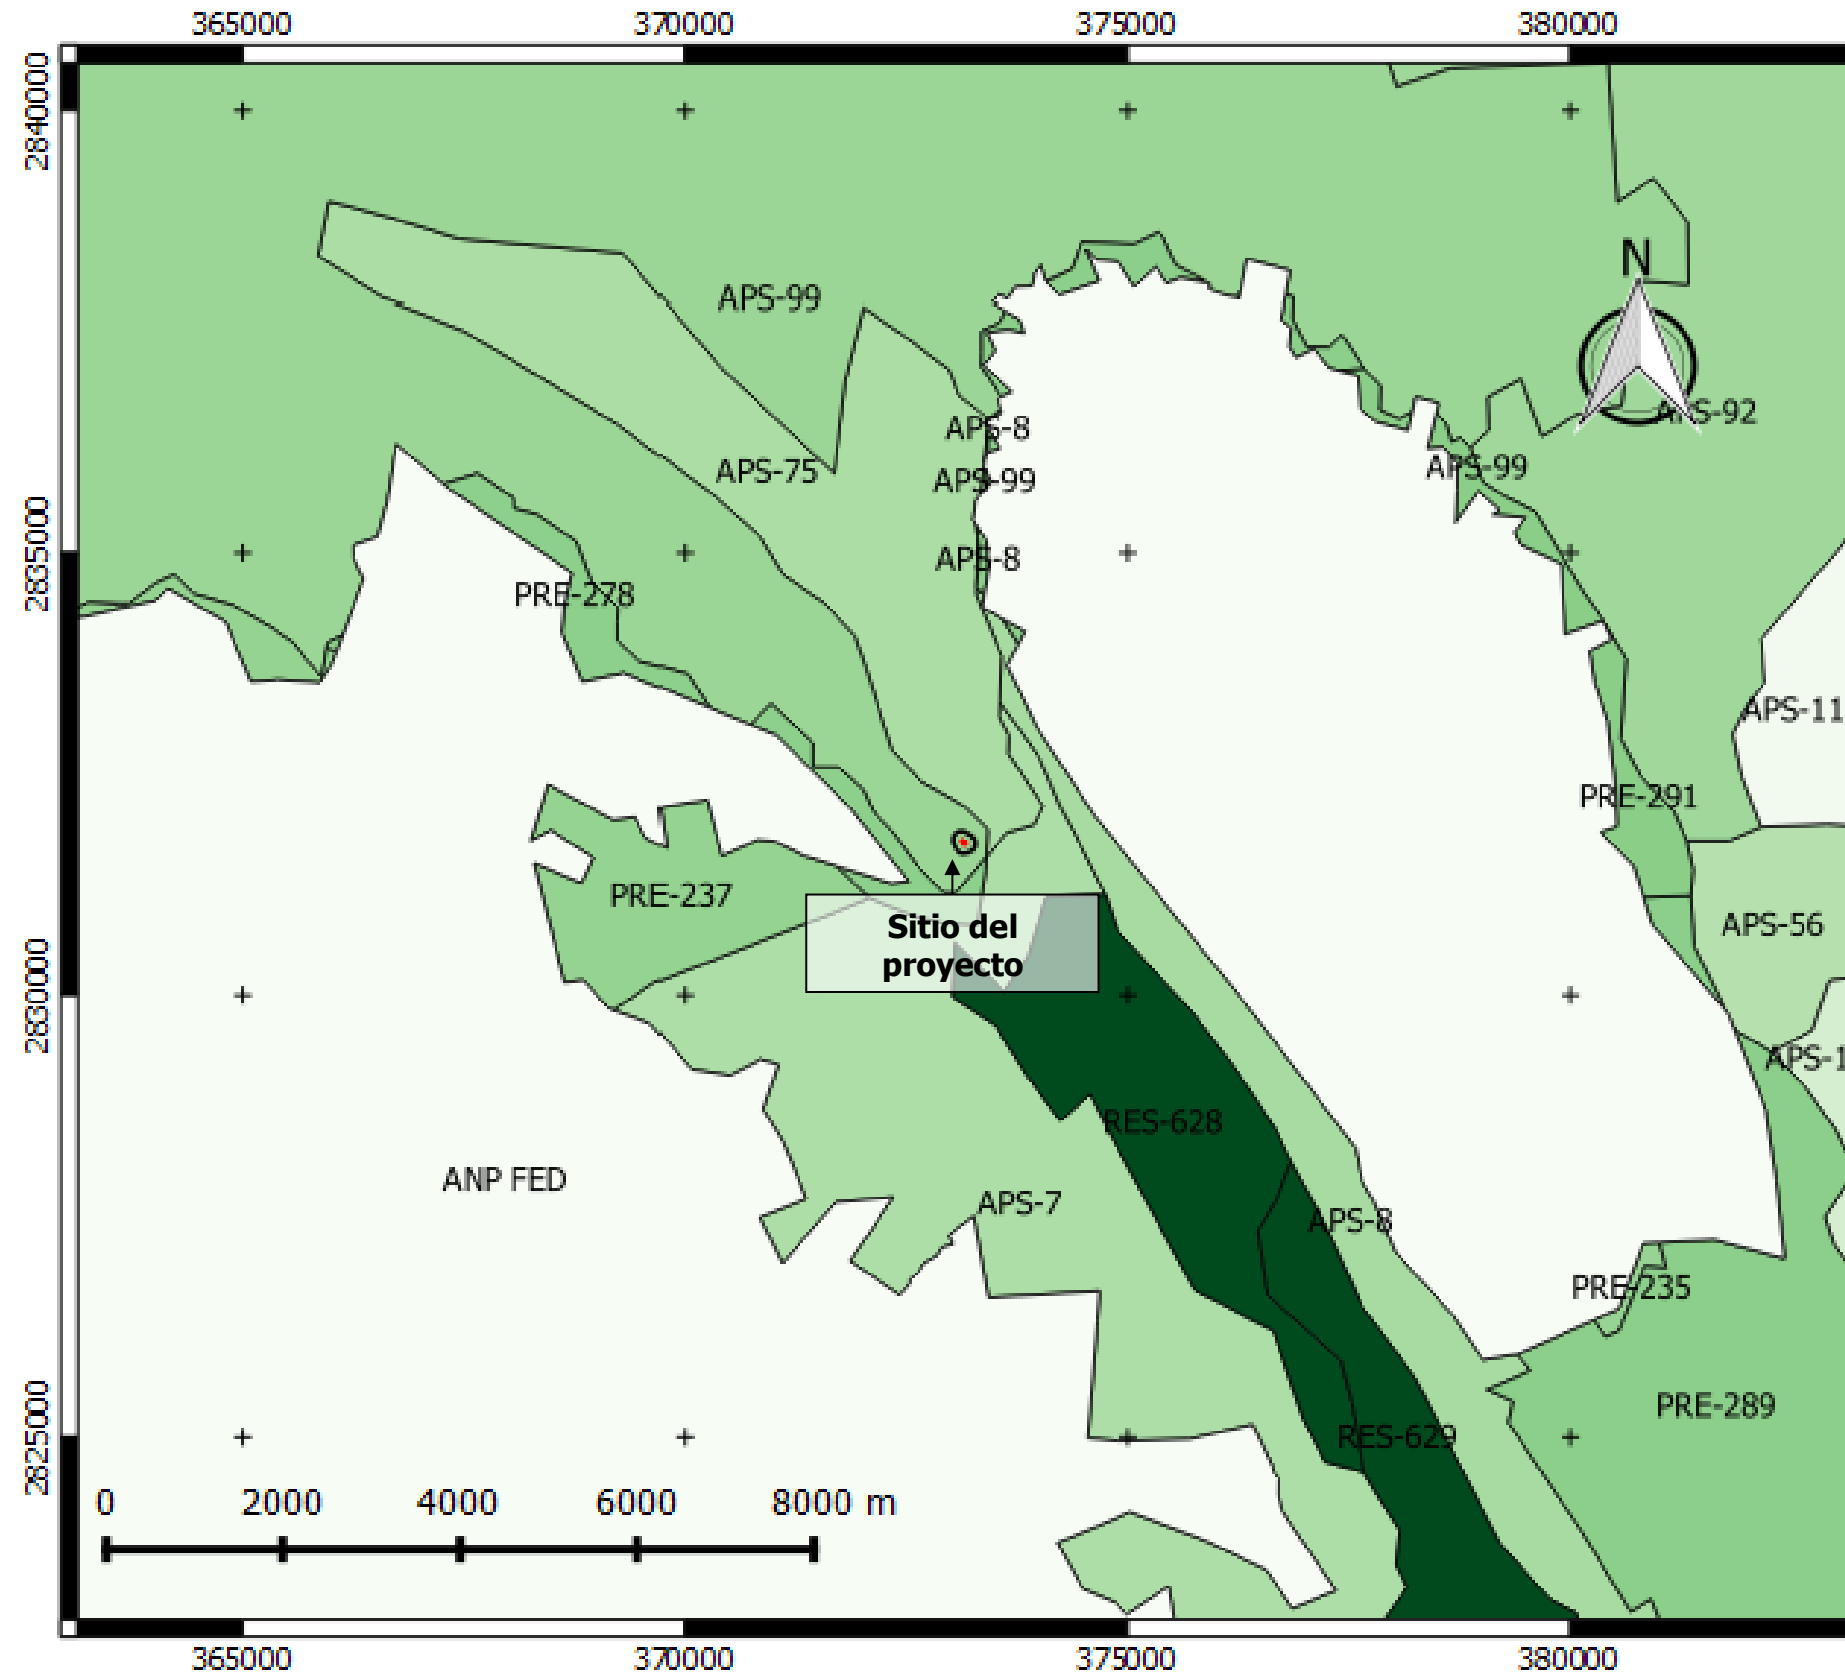 365000
370000
375000
380000
2840000
2835000
2830000
2825000
N
APS-99
APS-92
APS-8
APS-75
APS-99
APS-99
APS-8
PRE-278
APS-11
PRE-291
PRE-237
APS-56
Sitio del
proyecto
APS-1
RES-628
ANP FED
APS-7
APS-8
PRE-235
PRE-289
RES-629
0 2000 4000 6000 8000 m
365000
370000
375000
380000